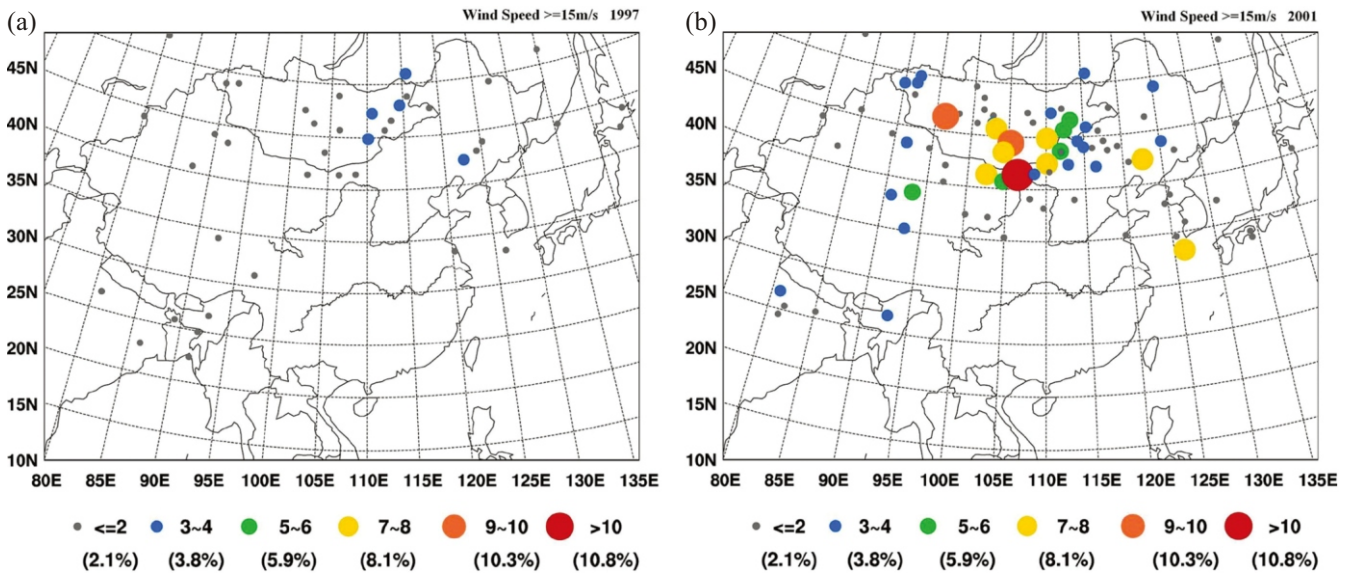 (a)
Wind Speed >=15m/s 1997
45N
40N
35N
30N
25N
20N
15N
10N
80E 85E 90E 95E 105E 100E 110E 115E 120E 125E 130E 135E
<=2 3~4 5~6 7~8 9~10 >10
(2.1%) (3.8%) (5.9%) (8.1%) (10.3%) (10.8%)
(b)
Wind Speed >=15m/s 2001
45N
40N
35N
30N
25N
20N
15N
10N
80E 85E 90E 95E 105E 100E 110E 115E 120E 125E 130E 135E
<=2 3~4 5~6 7~8 9~10 >10
(2.1%) (3.8%) (5.9%) (8.1%) (10.3%) (10.8%)